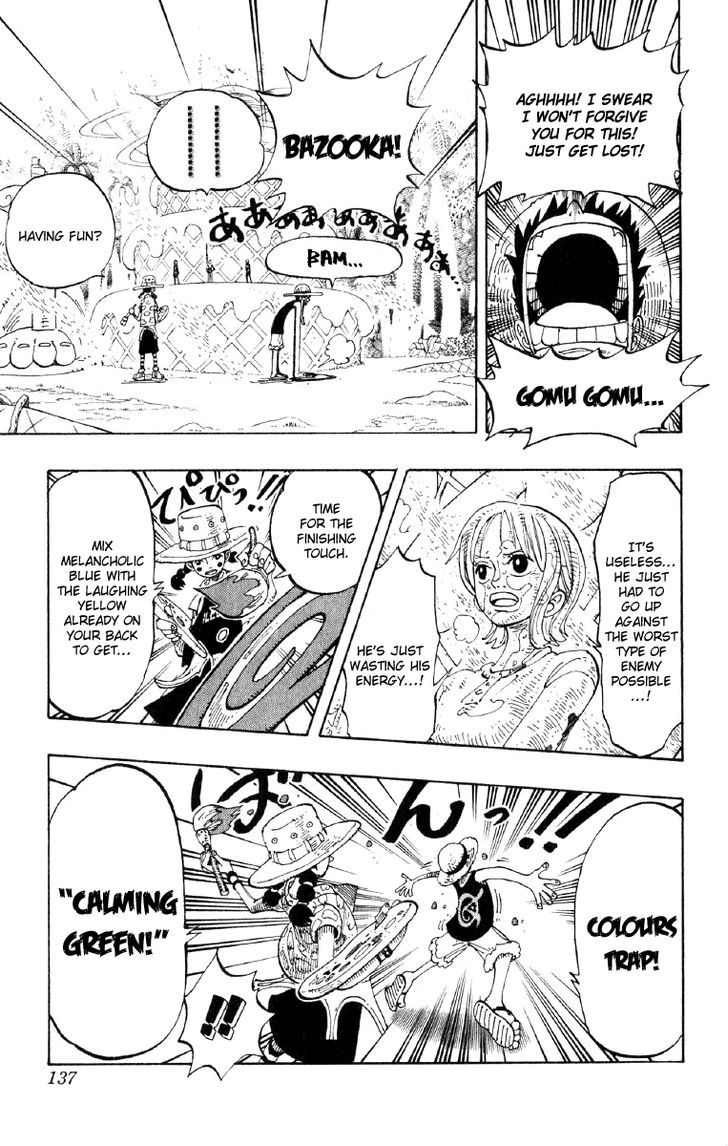 AGHHHH! I SWEAR
I WON'T FORGIVE
YOU FOR THIS!
JUST GET LOST!
GOMU GOMU...
BAZOOKA!
!!
ああああああああぁ...
BAM...
HAVING FUN?
IT'S
USELESS...
HE JUST
HAD TO
GO UP
AGAINST
THE WORST
TYPE OF
ENEMY
POSSIBLE
...!
HE'S JUST
WASTING HIS
ENERGY...!
ぴぴっ!!
TIME
FOR THE
FINISHING
TOUCH.
MIX
MELANCHOLIC
BLUE WITH
THE LAUGHING
YELLOW
ALREADY ON
YOUR BACK
TO GET...
ばんっ!!
COLOURS
TRAP!
"CALMING
GREEN!"
!!
137